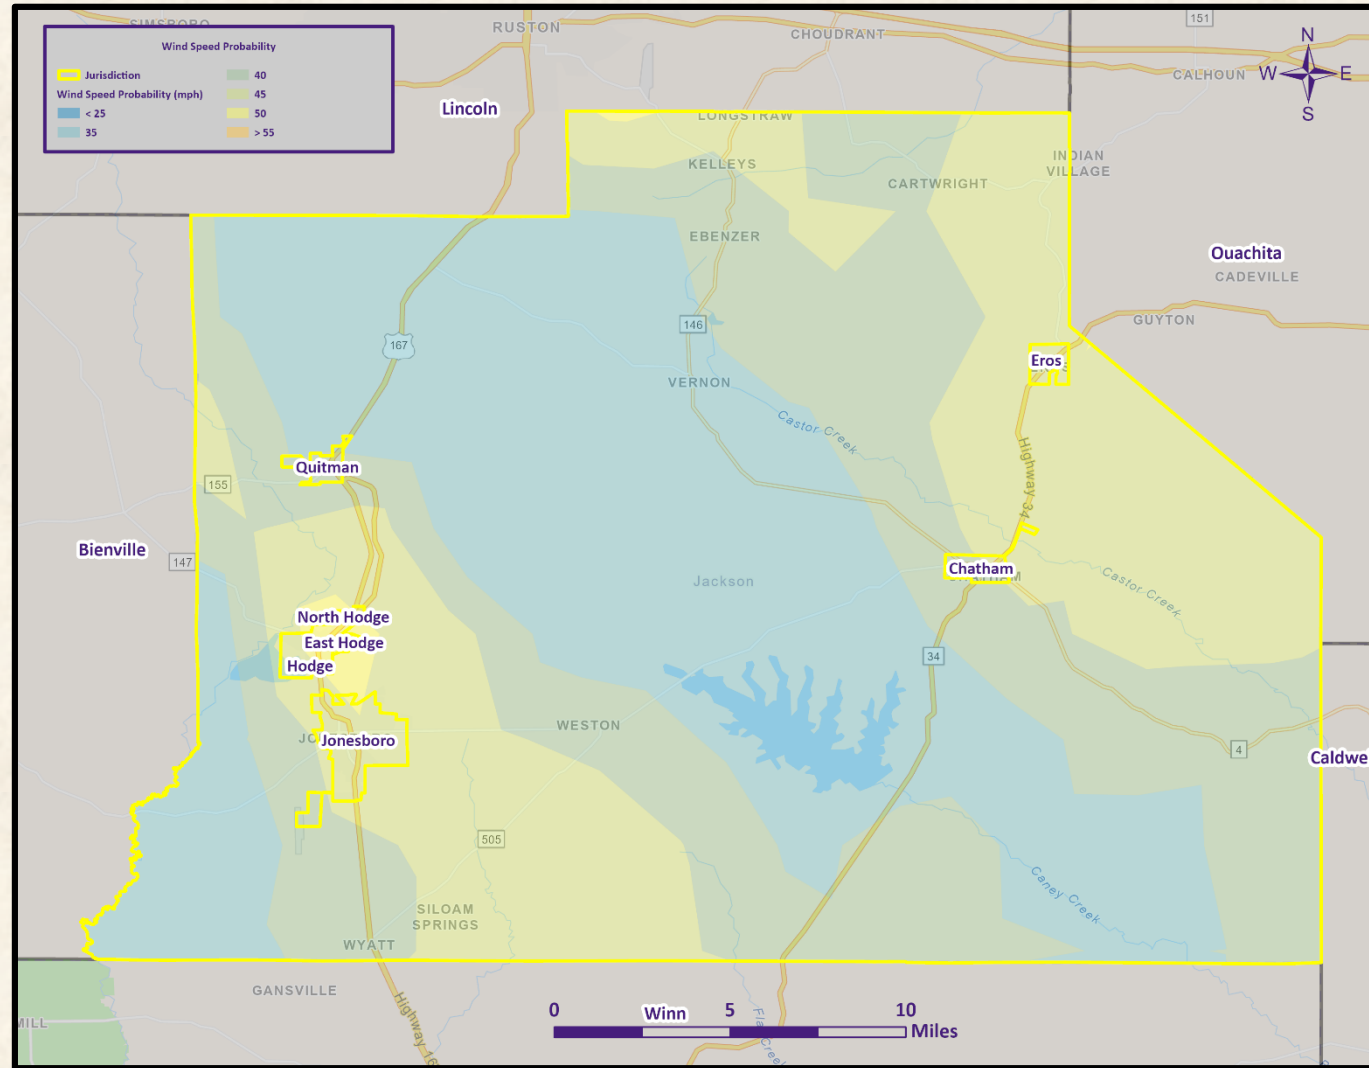 SIMSBORO
RUSTON
CHOUDRANT
151
CALHOUN
N
W
E
S
Wind Speed Probability
Jurisdiction
Wind Speed Probability (mph)
< 25
35
40
45
50
> 55
Lincoln
LONGSTRAW
KELLEYS
CARTWRIGHT
INDIAN
VILLAGE
EBENZER
Ouachita
CADEVILLE
146
GUYTON
167
Eros
VERNON
Castor Creek
Highway 34
Quitman
155
Bienville
147
Chatham
Jackson
Castor Creek
North Hodge
East Hodge
Hodge
34
WESTON
Jonesboro
4
Caldwe
505
Caney Creek
SILOAM
SPRINGS
WYATT
GANSVILLE
Highway 16
0
Winn
5
10
Miles
MILL
Creek